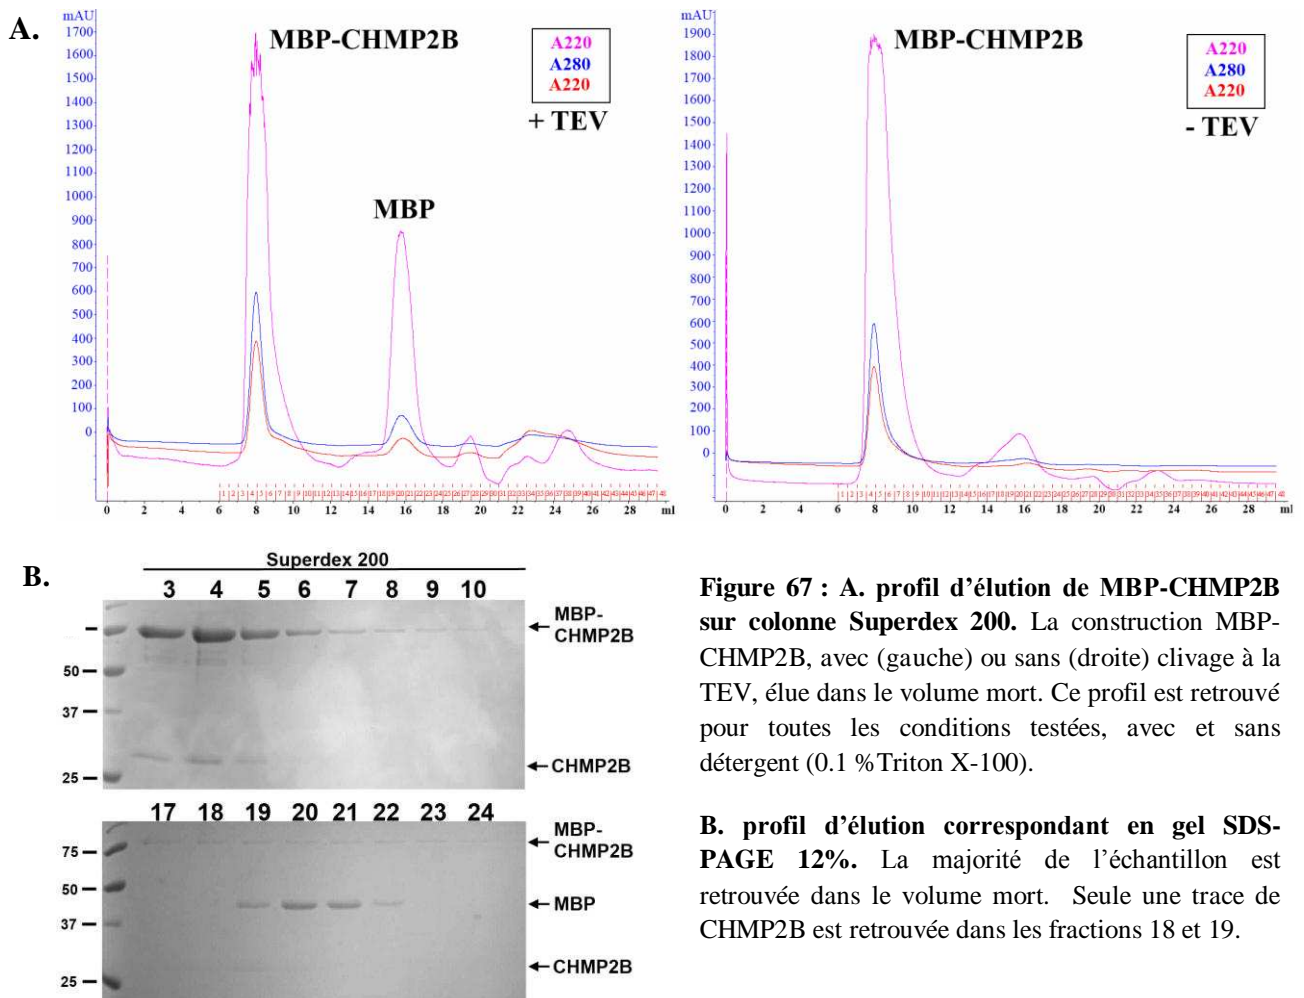 A.
mAU
1700
1600
1500
1400
1300
1200
1100
1000
900
800
700
600
500
400
300
200
100
0
MBP-CHMP2B
A220
A280
A220
+ TEV
MBP
0 2 4 6 8 10 12 14 16 18 20 22 24 26 28 ml
mAU
1900
1800
1700
1600
1500
1400
1300
1200
1100
1000
900
800
700
600
500
400
300
200
100
0
MBP-CHMP2B
A220
A280
A220
- TEV
0 2 4 6 8 10 12 14 16 18 20 22 24 26 28 ml
B.
Superdex 200
3 4 5 6 7 8 9 10
MBP-
CHMP2B
50
37
25
CHMP2B
17 18 19 20 21 22 23 24
MBP-
CHMP2B
75
50
MBP
37
CHMP2B
25
Figure 67 : A. profil d’élution de MBP-CHMP2B
sur colonne Superdex 200. La construction MBP-
CHMP2B, avec (gauche) ou sans (droite) clivage à la
TEV, élue dans le volume mort. Ce profil est retrouvé
pour toutes les conditions testées, avec et sans
détergent (0.1 %Triton X-100).
B. profil d’élution correspondant en gel SDS-
PAGE 12%. La majorité de l’échantillon est
retrouvée dans le volume mort. Seule une trace de
CHMP2B est retrouvée dans les fractions 18 et 19.